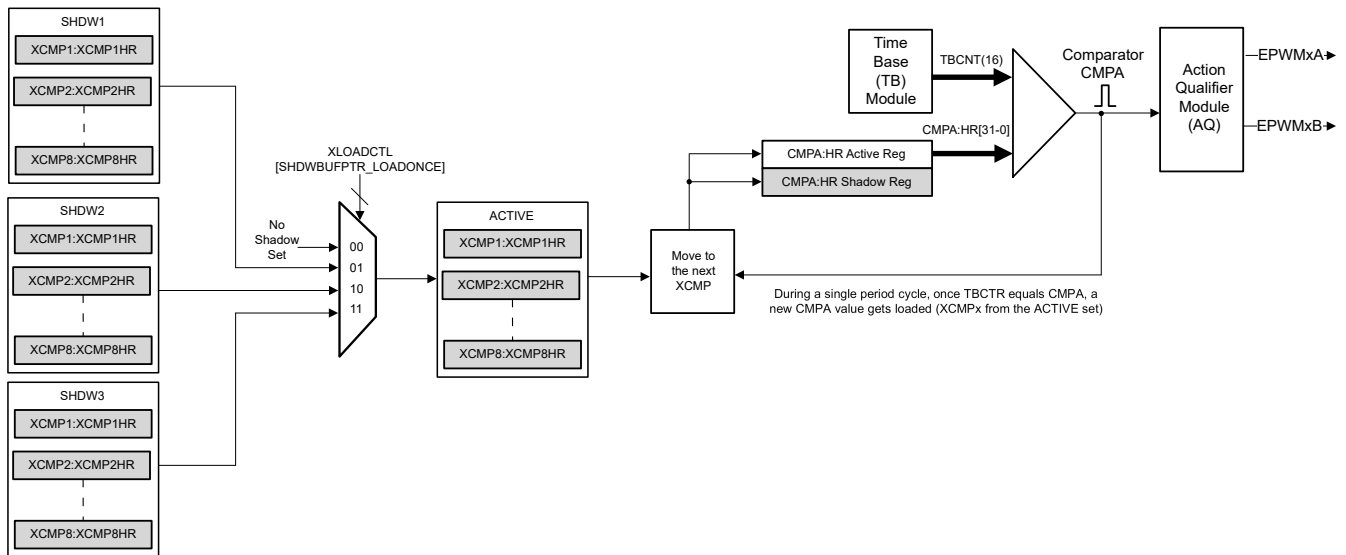 SHDW1
XCMP1:XCMP1HR
XCMP2:XCMP2HR
XCMP8:XCMP8HR
SHDW2
XCMP1:XCMP1HR
XCMP2:XCMP2HR
XCMP8:XCMP8HR
SHDW3
XCMP1:XCMP1HR
XCMP2:XCMP2HR
XCMP8:XCMP8HR
XLOADCTL
[SHDWBUFPTR_LOADONCE]
No
Shadow
Set
00
01
10
11
ACTIVE
XCMP1:XCMP1HR
XCMP2:XCMP2HR
XCMP8:XCMP8HR
Move to
the next
XCMP
CMPA:HR Active Reg
CMPA:HR Shadow Reg
Time
Base
(TB)
Module
TBCNT(16)
CMPA:HR[31-0]
Comparator
CMPA
Action
Qualifier
Module
(AQ)
EPWMxA
EPWMxB
During a single period cycle, once TBCTR equals CMPA, a
new CMPA value gets loaded (XCMPx from the ACTIVE set)